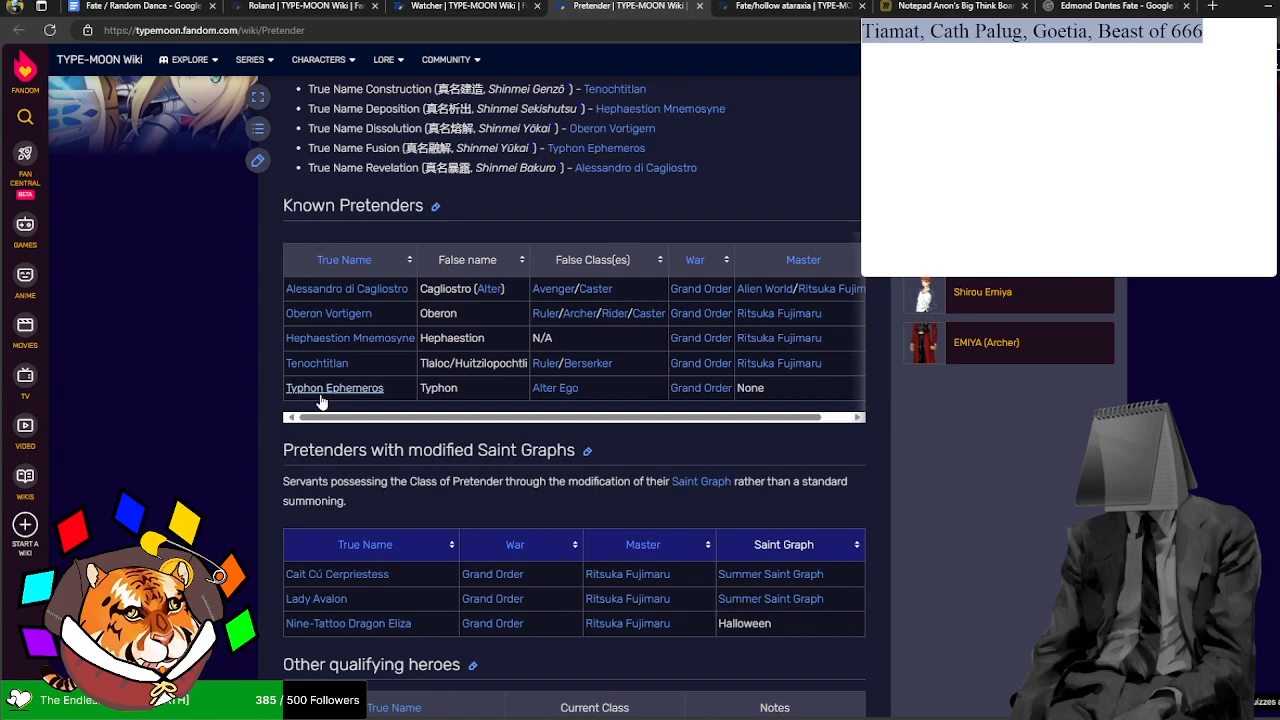 Fate / Random Dance - Google
Roland | TYPE-MOON Wiki | Fan
Watcher | TYPE-MOON Wiki | F
Pretender | TYPE-MOON Wiki |
Fate/hollow ataraxia | TYPE-MC
Notepad Anon's Big Think Boa
Edmond Dantes Fate - Google
https://typemoon.fandom.com/wiki/Pretender
Tiamat, Cath Palug, Goetia, Beast of 666
FANDOM
TYPE-MOON Wiki
EXPLORE
SERIES
CHARACTERS
LORE
COMMUNITY
FAN CENTRAL
BETA
GAMES
ANIME
MOVIES
TV
VIDEO
WIKIS
START A WIKI
True Name Construction (真名建造, Shinmei Genzō) - Tenochtitlan
True Name Deposition (真名析出, Shinmei Sekishutsu) - Hephaestion Mnemosyne
True Name Dissolution (真名熔解, Shinmei Yōkai) - Oberon Vortigern
True Name Fusion (真名融解, Shinmei Yūkai) - Typhon Ephemeros
True Name Revelation (真名暴露, Shinmei Bakuro) - Alessandro di Cagliostro
Known Pretenders
True Name False name False Class(es) War Master
Alessandro di Cagliostro Cagliostro (Alter) Avenger/Caster Grand Order Alien World/Ritsuka Fujim
Oberon Vortigern Oberon Ruler/Archer/Rider/Caster Grand Order Ritsuka Fujimaru
Hephaestion Mnemosyne Hephaestion N/A Grand Order Ritsuka Fujimaru
Tenochtitlan Tlaloc/Huitzilopochtli Ruler/Berserker Grand Order Ritsuka Fujimaru
Typhon Ephemeros Typhon Alter Ego Grand Order None
Shirou Emiya
EMIYA (Archer)
Pretenders with modified Saint Graphs
Servants possessing the Class of Pretender through the modification of their Saint Graph rather than a standard
summoning.
True Name War Master Saint Graph
Cait Cú Cerpriestess Grand Order Ritsuka Fujimaru Summer Saint Graph
Lady Avalon Grand Order Ritsuka Fujimaru Summer Saint Graph
Nine-Tattoo Dragon Eliza Grand Order Ritsuka Fujimaru Halloween
Other qualifying heroes
True Name Current Class Notes
The Endles
385 / 500 Followers